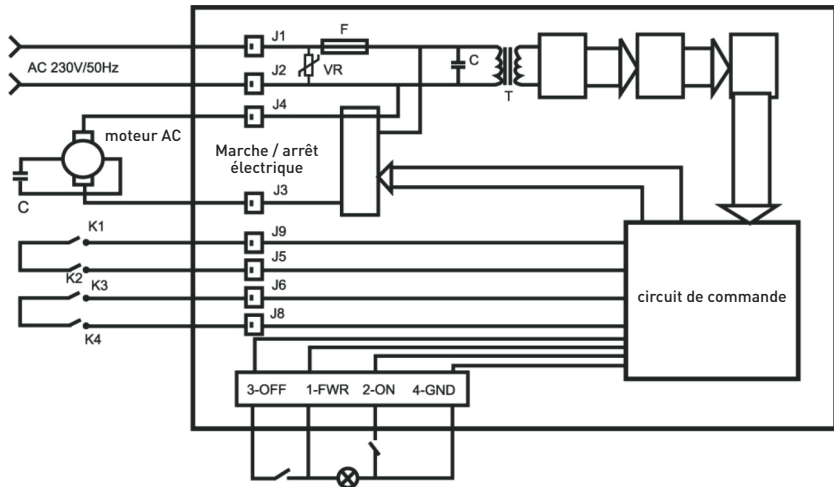 J1
F
AC 230V/50Hz
VR
C
J2
T
J4
moteur AC
Marche / arrêt
électrique
C
J3
K1
J9
K2
J5
K3
J6
circuit de commande
K4
J8
3-OFF 1-FWR 2-ON 4-GND